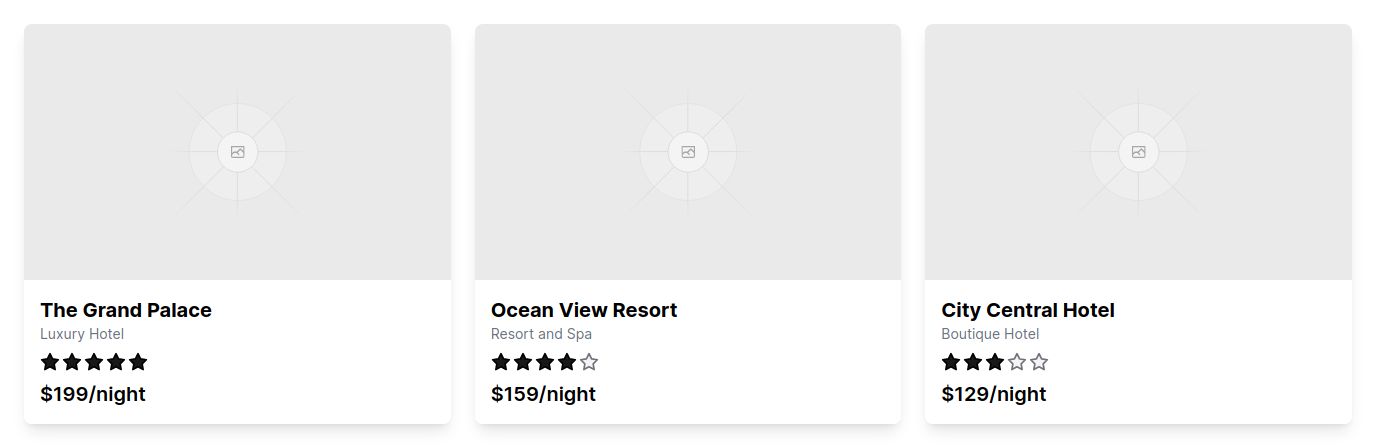 The Grand Palace
Luxury Hotel
$199/night
Ocean View Resort
Resort and Spa
$159/night
City Central Hotel
Boutique Hotel
$129/night